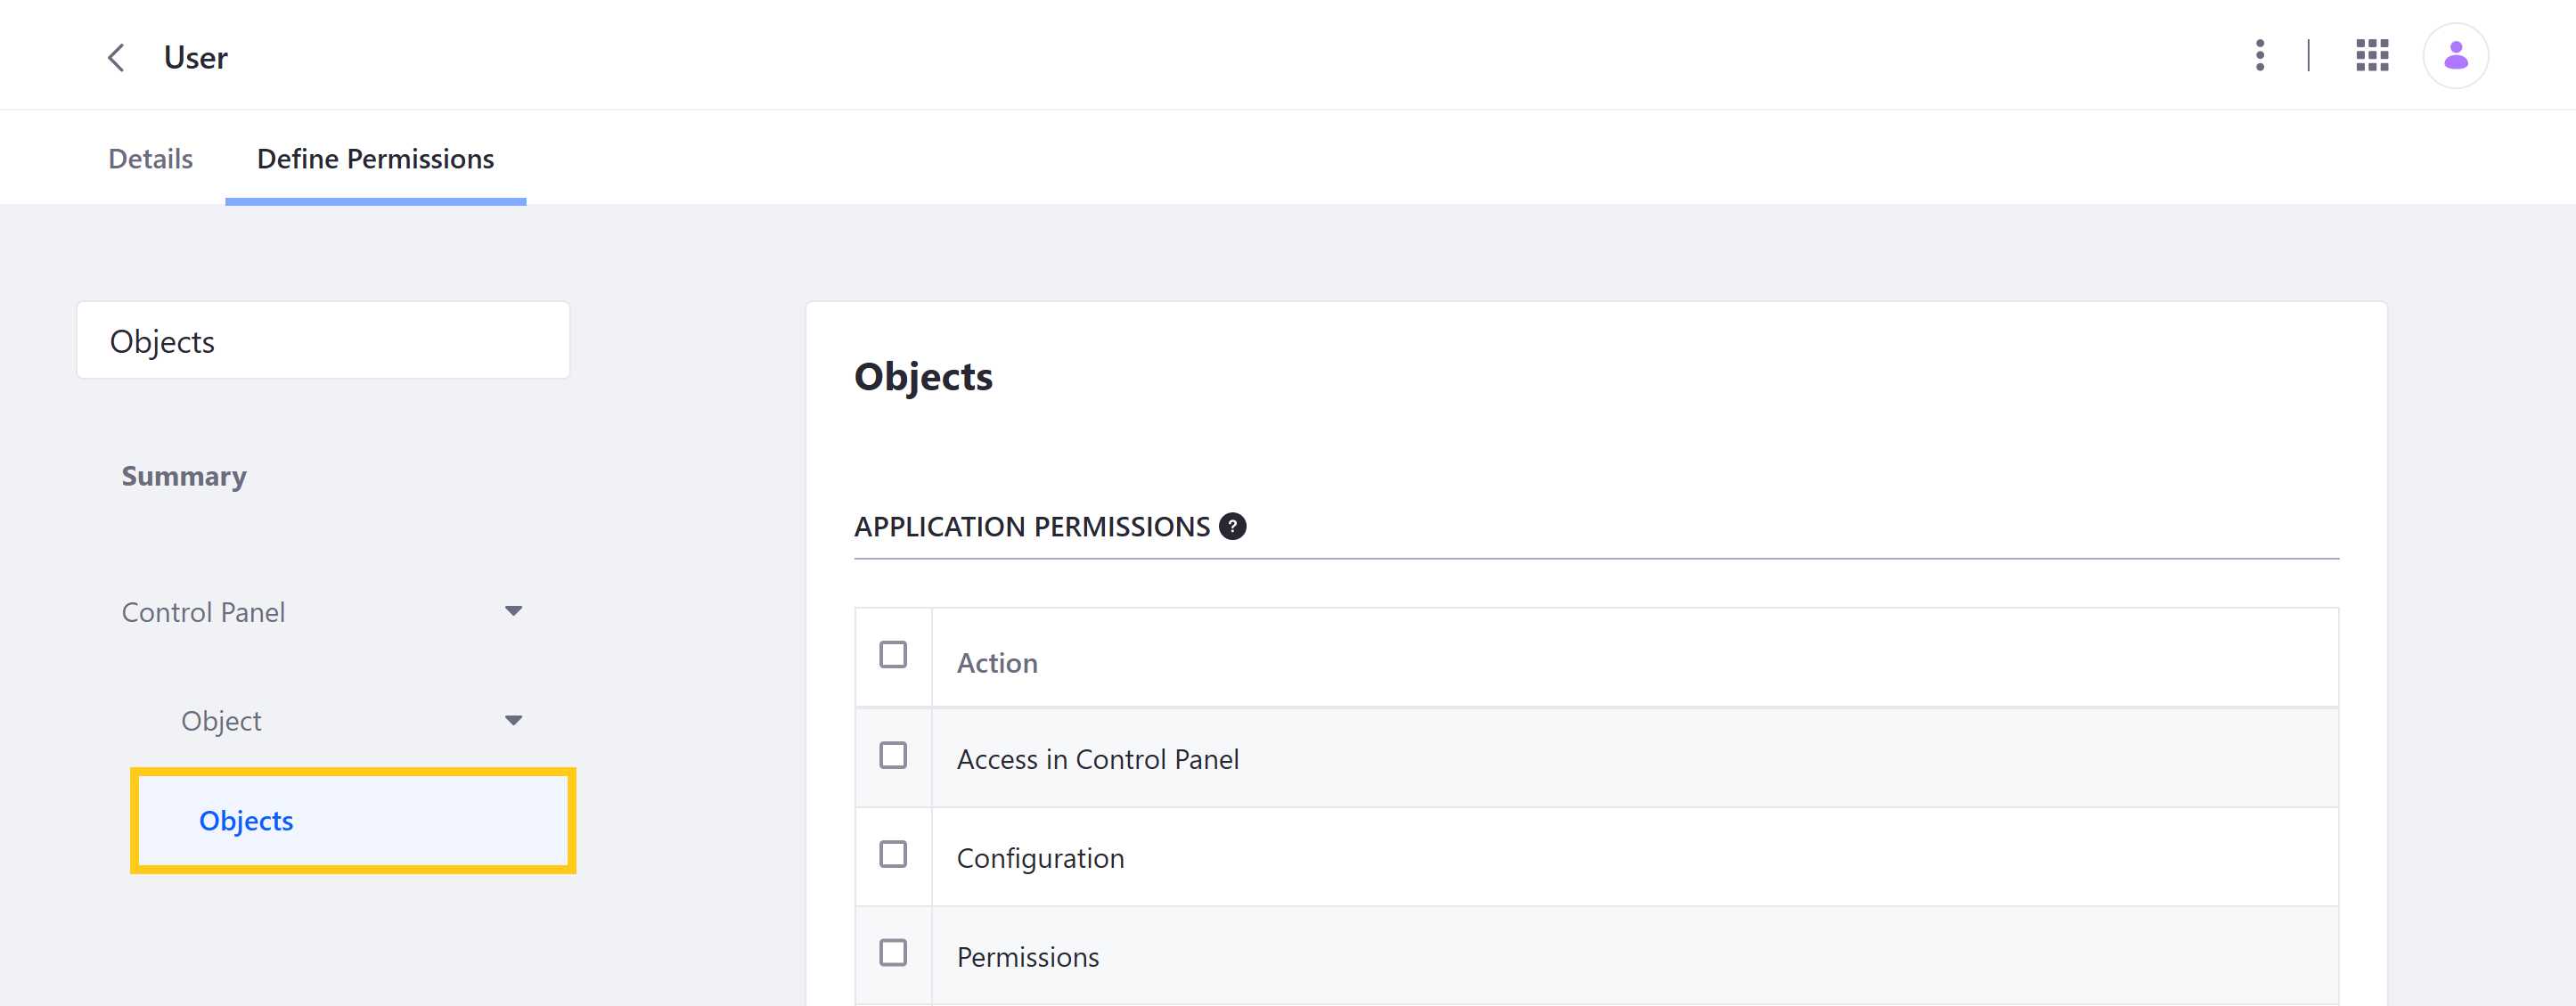 User
Details
Define Permissions
Objects
Summary
Control Panel
Object
Objects
Objects
APPLICATION PERMISSIONS ?
Action
Access in Control Panel
Configuration
Permissions